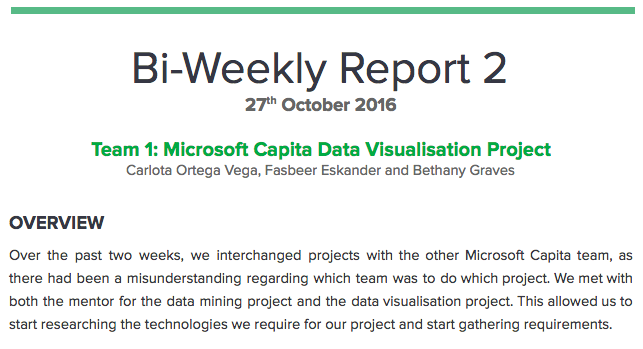 Bi-Weekly Report 2
27th October 2016
Team 1: Microsoft Capita Data Visualisation Project
Carlota Ortega Vega, Fasbeer Eskander and Bethany Graves
OVERVIEW
Over the past two weeks, we interchanged projects with the other Microsoft Capita team, as
there had been a misunderstanding regarding which team was to do which project. We met with
both the mentor for the data mining project and the data visualisation project. This allowed us to
start researching the technologies we require for our project and start gathering requirements.